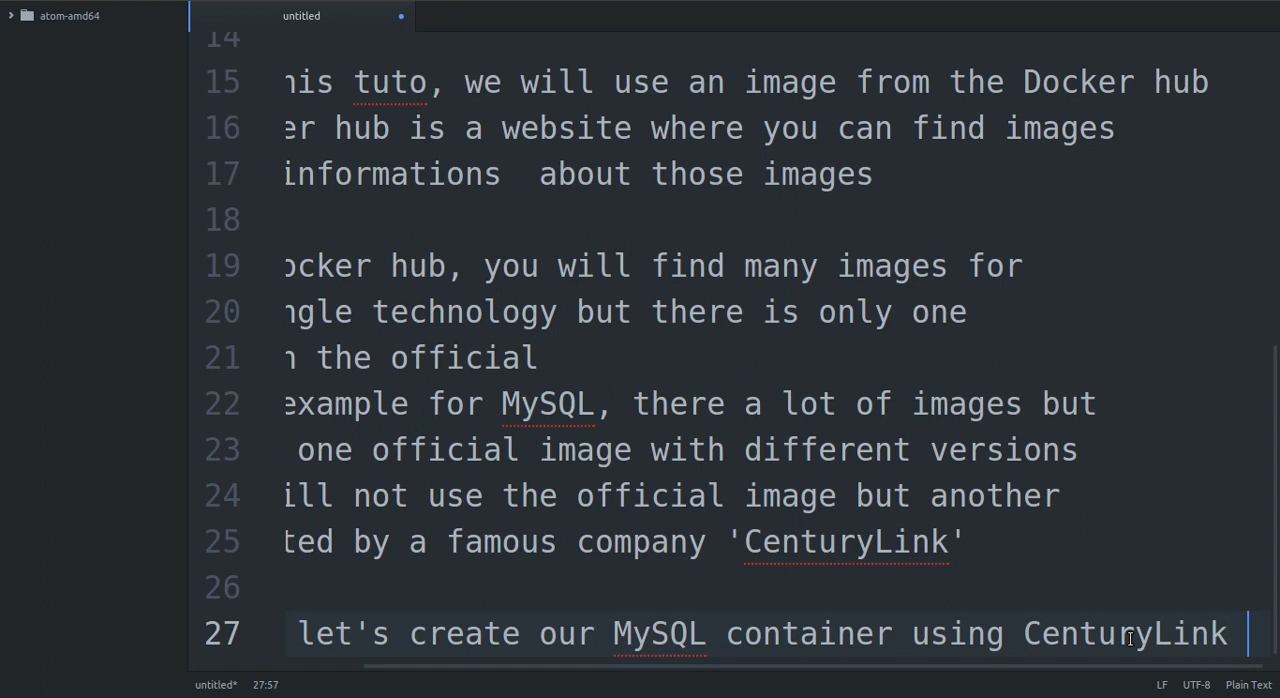 atom-amd64
untitled
14
15 his tuto, we will use an image from the Docker hub
16 er hub is a website where you can find images
17 informations  about those images
18
19 ocker hub, you will find many images for
20 ngle technology but there is only one
21 n the official
22 example for MySQL, there a lot of images but
23 one official image with different versions
24 ill not use the official image but another
25 ted by a famous company 'CenturyLink'
26
27 let's create our MySQL container using CenturyLink
untitled* 27:57 LF UTF-8 Plain Text